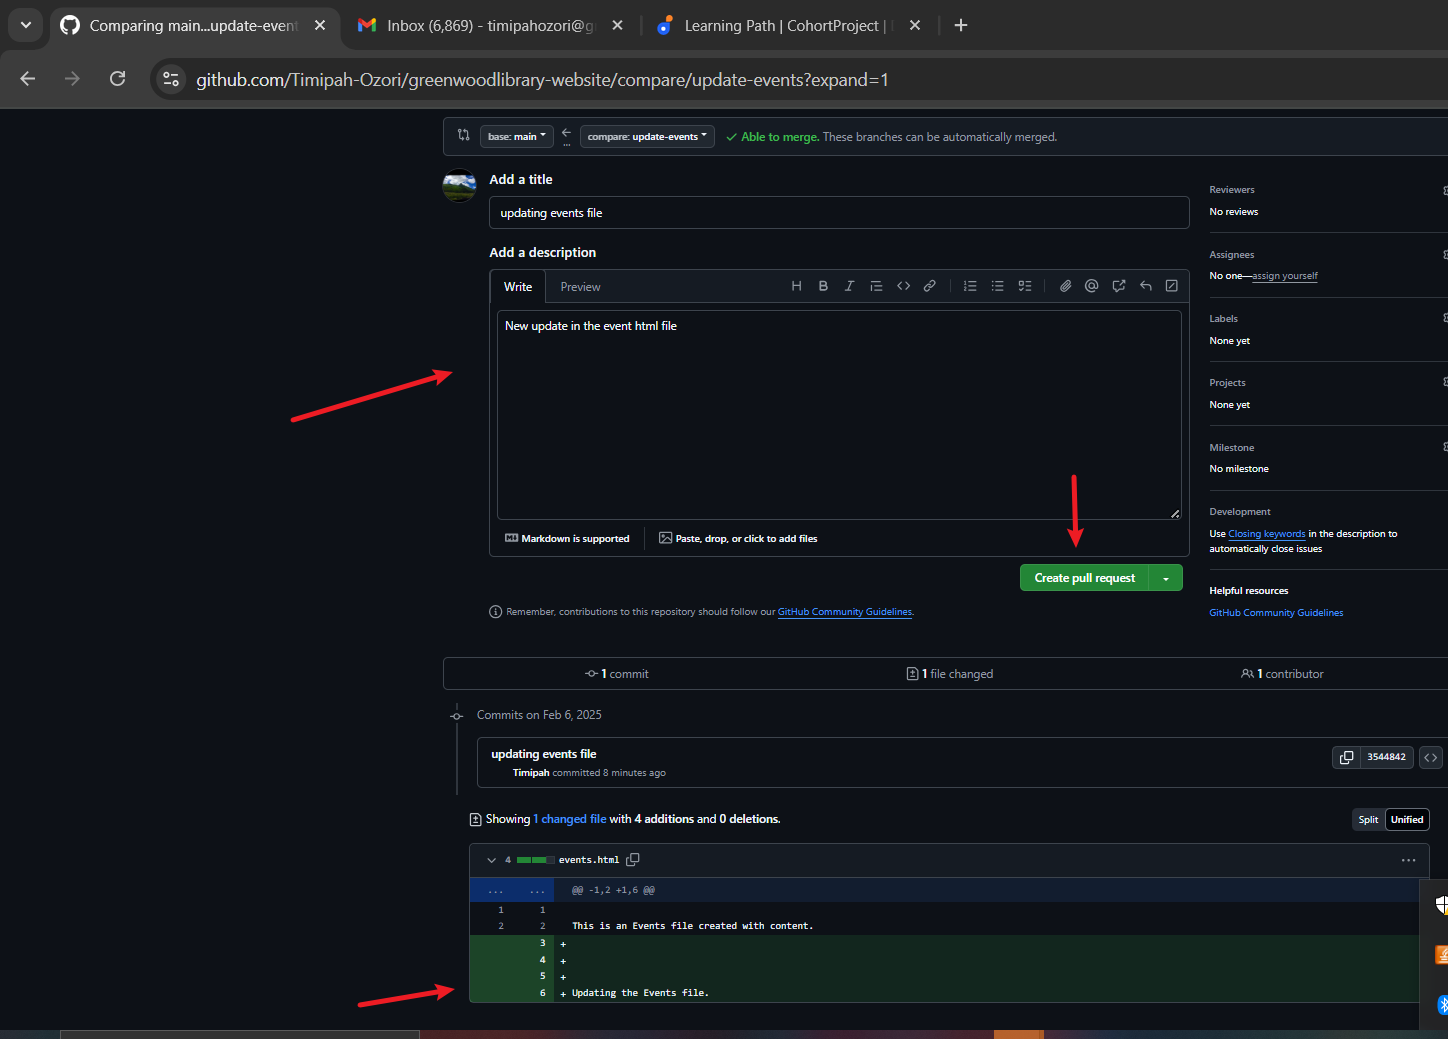 Comparing main...update-event
Inbox (6,869) - timipahozori@g
Learning Path | CohortProject |
github.com/Timipah-Ozori/greenwoodlibrary-website/compare/update-events?expand=1
base: main
...
compare: update-events
Able to merge. These branches can be automatically merged.
Add a title
updating events file
Add a description
Write
Preview
H B I
New update in the event html file
Markdown is supported
Paste, drop, or click to add files
Create pull request
Remember, contributions to this repository should follow our GitHub Community Guidelines.
Reviewers
No reviews
Assignees
No one—assign yourself
Labels
None yet
Projects
None yet
Milestone
No milestone
Development
Use Closing keywords in the description to
automatically close issues
Helpful resources
GitHub Community Guidelines
1 commit
1 file changed
1 contributor
Commits on Feb 6, 2025
updating events file
Timipah committed 8 minutes ago
3544842
Showing 1 changed file with 4 additions and 0 deletions.
Split
Unified
4 events.html
... ... @@ -1,2 +1,6 @@
1 1
2 2 This is an Events file created with content.
3 +
4 +
5 +
6 + Updating the Events file.